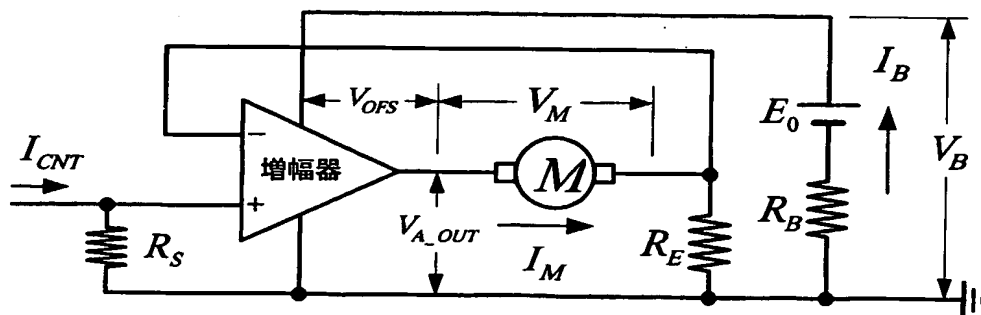 I_B
V_OFS
V_M
E_0
V_B
−
I_CNT
増幅器
M
+
R_B
V_A_OUT
R_S
I_M
R_E